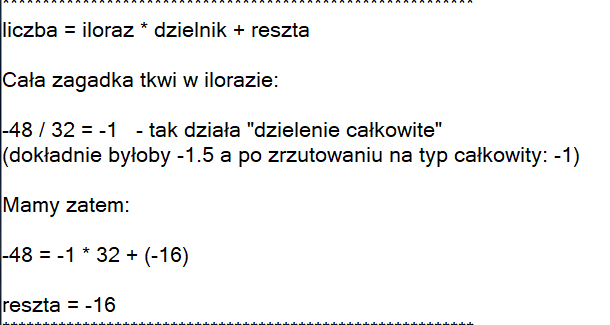 liczba = iloraz * dzielnik + reszta
Cała zagadka tkwi w ilorazie:
-48 / 32 = -1 - tak działa "dzielenie całkowite"
(dokładnie byłoby -1.5 a po zrzutowaniu na typ całkowity: -1)
Mamy zatem:
-48 = -1 * 32 + (-16)
reszta = -16